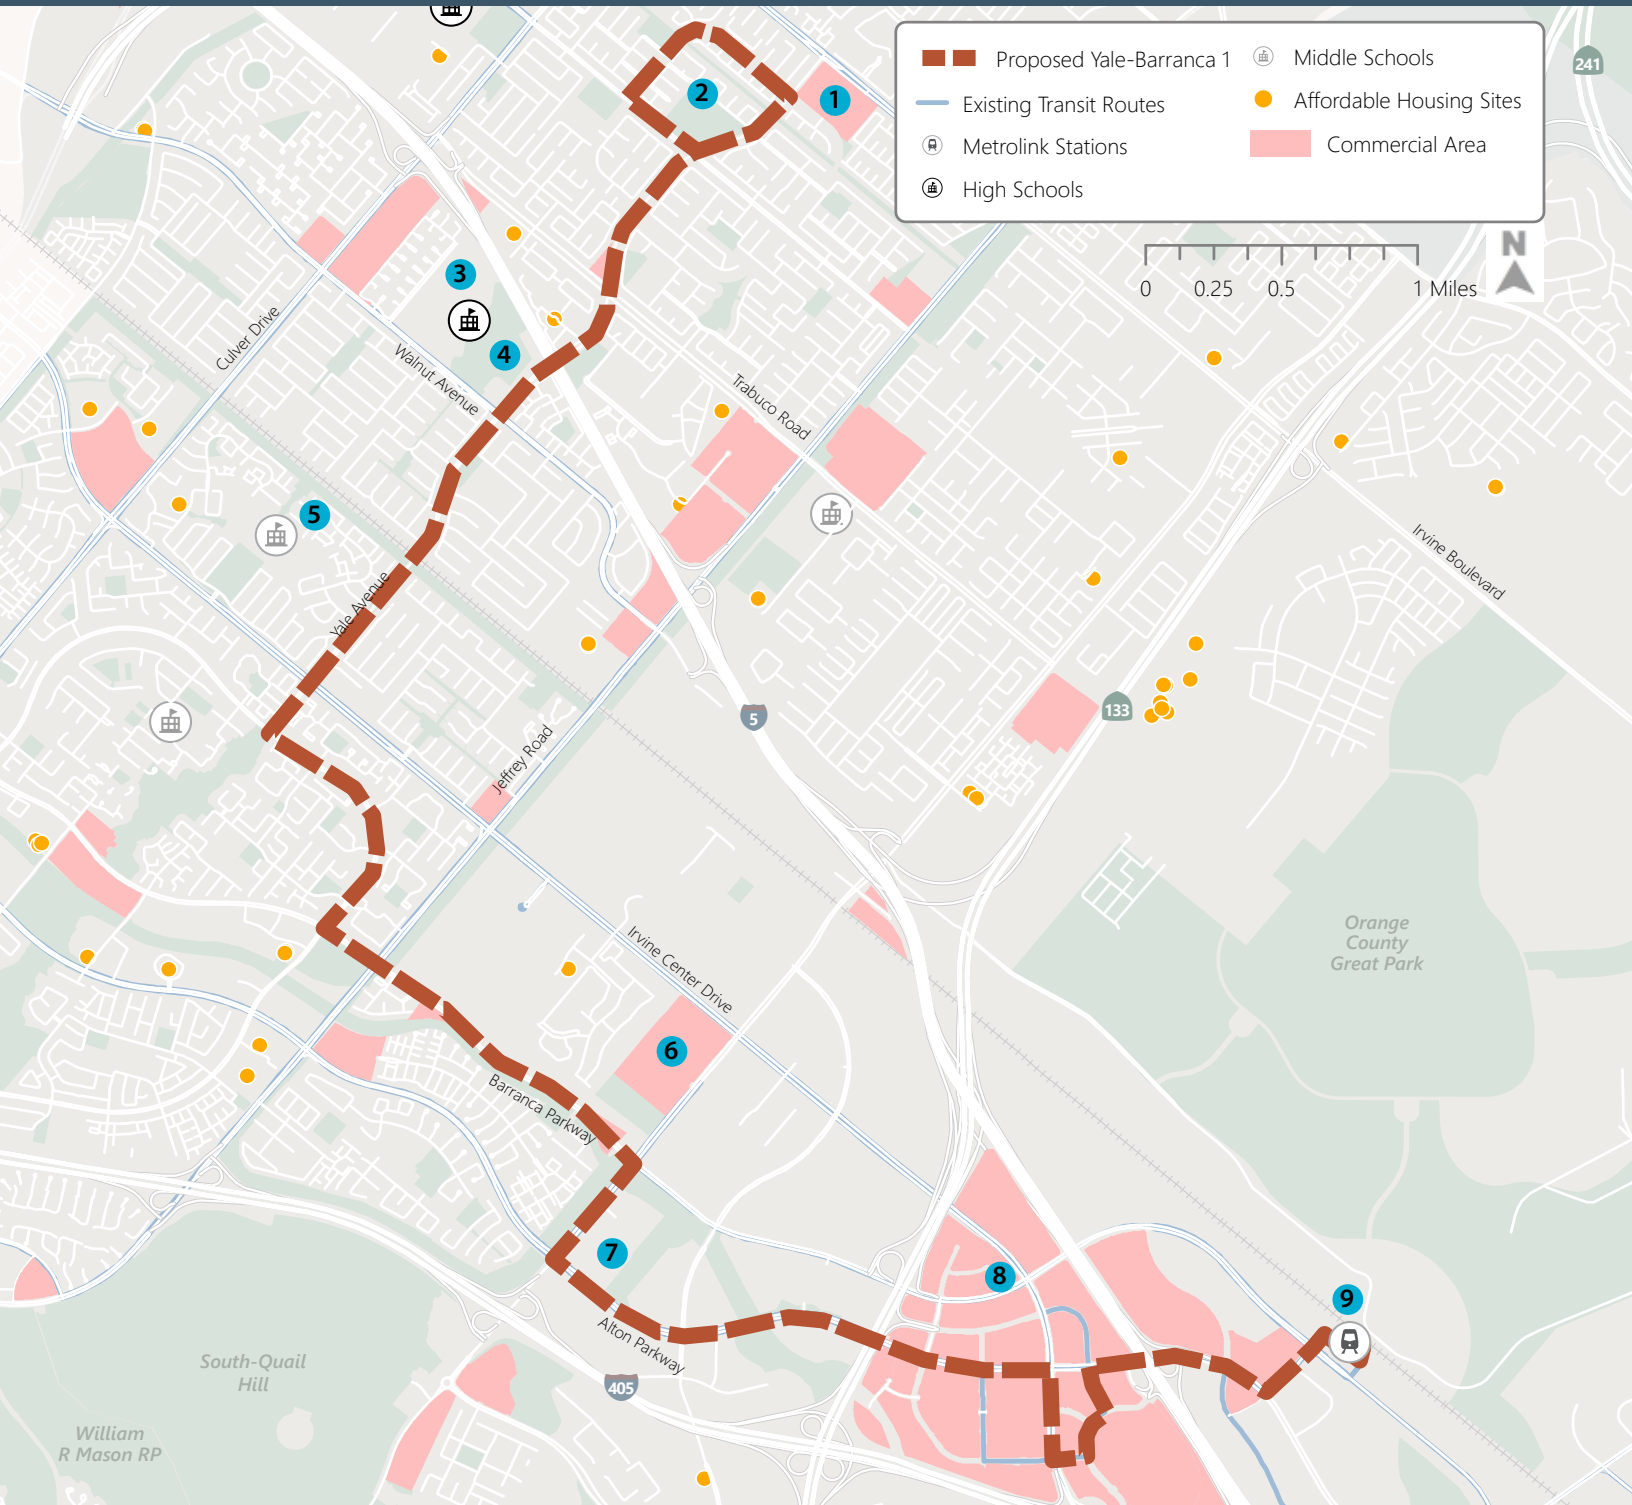 Proposed Yale-Barranca 1
Existing Transit Routes
Metrolink Stations
High Schools
Middle Schools
Affordable Housing Sites
Commercial Area
241
N
0 0.25 0.5 1 Miles
1
2
3
4
5
6
7
8
9
Culver Drive
Walnut Avenue
Trabuco Road
Yale Avenue
Jeffrey Road
Irvine Boulevard
5
133
Irvine Center Drive
Orange
County
Great Park
Barranca Parkway
Alton Parkway
405
South-Quail
Hill
William
R Mason RP